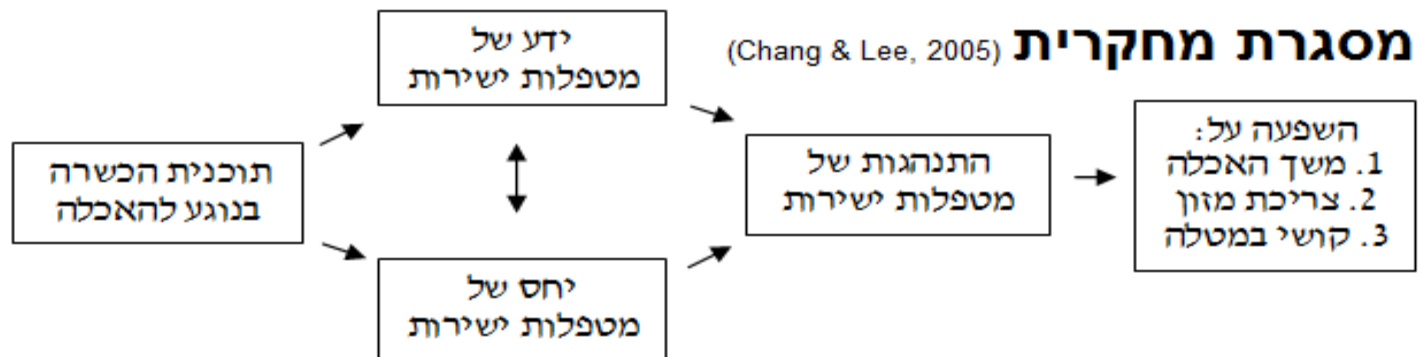 מסגרת מחקרית (Chang & Lee, 2005)
תוכנית הכשרה
בנוגע להאכלה
ידע של
מטפלות ישירות
יחס של
מטפלות ישירות
התנהגות של
מטפלות ישירות
השפעה על:
1. משך האכלה
2. צריכת מזון
3. קושי במטלה